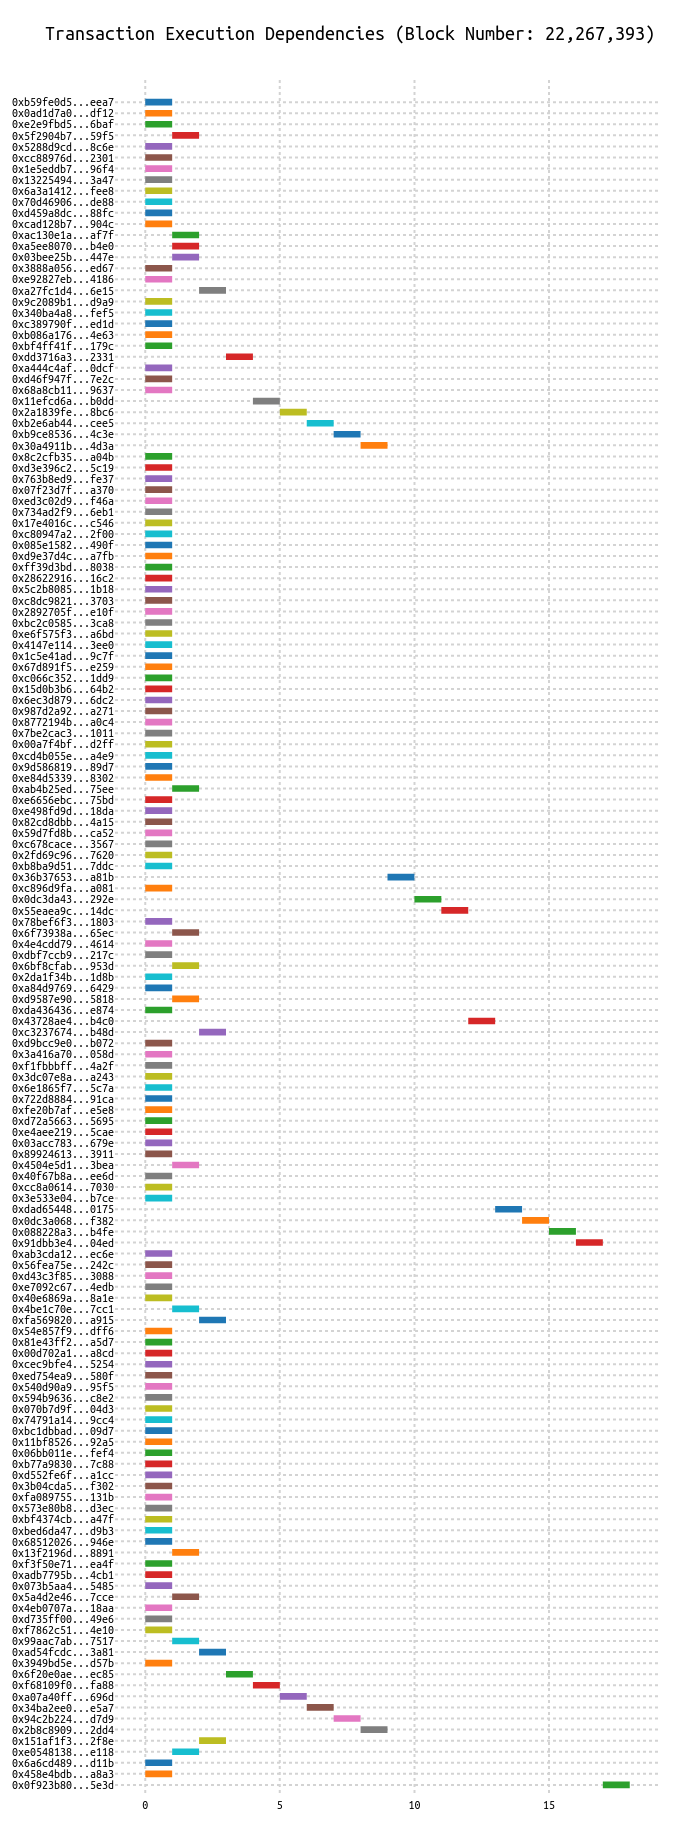 Transaction Execution Dependencies (Block Number: 22,267,393)
0xb59fe0d5...eea7
0x0ad1d7a0...df12
0xe2e9fbd5...6baf
0x5f2904b7...59f5
0x5288d9cd...8c6e
0xcc88976d...2301
0x1e5eddb7...96f4
0x13225494...3a47
0x6a3a1412...fee8
0x70d46906...de88
0xd459a8dc...88fc
0xcad128b7...904c
0xac130e1a...af7f
0xa5ee8070...b4e0
0x03bee25b...447e
0x3888a056...ed67
0xe92827eb...4186
0xa27fc1d4...6e15
0x9c2089b1...d9a9
0x340ba4a8...fef5
0xc389790f...ed1d
0xb086a176...4e63
0xbf4ff41f...179c
0xdd3716a3...2331
0xa444c4af...0dcf
0xd46f947f...7e2c
0x68a8cb11...9637
0x11efcd6a...b0dd
0x2a1839fe...8bc6
0xb2e6ab44...cee5
0xb9ce8536...4c3e
0x30a4911b...4d3a
0x8c2cfb35...a04b
0xd3e396c2...5c19
0x763b8ed9...fe37
0x07f23d7f...a370
0xed3c02d9...f46a
0x734ad2f9...6eb1
0x17e4016c...c546
0xc80947a2...2f00
0x085e1582...490f
0xd9e37d4c...a7fb
0xff39d3bd...8038
0x28622916...16c2
0x5c2b8085...1b18
0xc8dc9821...3703
0x2892705f...e10f
0xbc2c0585...3ca8
0xe6f575f3...a6bd
0x4147e114...3ee0
0x1c5e41ad...9c7f
0x67d891f5...e259
0xc066c352...1dd9
0x15d0b3b6...64b2
0x6ec3d879...6dc2
0x987d2a92...a271
0x8772194b...a0c4
0x7be2cac3...1011
0x00a7f4bf...d2ff
0xcd4b055e...a4e9
0x9d586819...89d7
0xe84d5339...8302
0xab4b25ed...75ee
0xe6656ebc...75bd
0xe498fd9d...18da
0x82cd8dbb...4a15
0x59d7fd8b...ca52
0xc678cace...3567
0x2fd69c96...7620
0xb8ba9d51...7ddc
0x36b37653...a81b
0xc896d9fa...a081
0x0dc3da43...292e
0x55eaea9c...14dc
0x78bef6f3...1803
0x6f73938a...65ec
0x4e4cdd79...4614
0xdbf7ccb9...217c
0x6bf8cfab...953d
0x2da1f34b...1d8b
0xa84d9769...6429
0xd9587e90...5818
0xda436436...e874
0x43728ae4...b4c0
0xc3237674...b48d
0xd9bcc9e0...b072
0x3a416a70...058d
0xf1fbbbff...4a2f
0x3dc07e8a...a243
0x6e1865f7...5c7a
0x722d8884...91ca
0xfe20b7af...e5e8
0xd72a5663...5695
0xe4aee219...5cae
0x03acc783...679e
0x89924613...3911
0x4504e5d1...3bea
0x40f67b8a...ee6d
0xcc8a0614...7030
0x3e533e04...b7ce
0xdad65448...0175
0x0dc3a068...f382
0x088228a3...b4fe
0x91dbb3e4...04ed
0xab3cda12...ec6e
0x56fea75e...242c
0xd43c3f85...3088
0xe7092c67...4edb
0x40e6869a...8a1e
0x4be1c70e...7cc1
0xfa569820...a915
0x54e857f9...dff6
0x81e43ff2...a5d7
0x00d702a1...a8cd
0xcec9bfe4...5254
0xed754ea9...580f
0x540d90a9...95f5
0x594b9636...c8e2
0x070b7d9f...04d3
0x74791a14...9cc4
0xbc1dbbad...09d7
0x11bf8526...92a5
0x06bb011e...fef4
0xb77a9830...7c88
0xd552fe6f...a1cc
0x3b04cda5...f302
0xfa089755...131b
0x573e80b8...d3ec
0xbf4374cb...a47f
0xbed6da47...d9b3
0x68512026...946e
0x13f2196d...8891
0xf3f50e71...ea4f
0xadb7795b...4cb1
0x073b5aa4...5485
0x5a4d2e46...7cce
0x4eb0707a...18aa
0xd735ff00...49e6
0xf7862c51...4e10
0x99aac7ab...7517
0xad54fcdc...3a81
0x3949bd5e...d57b
0x6f20e0ae...ec85
0xf68109f0...fa88
0xa07a40ff...696d
0x34ba2ee0...e5a7
0x94c2b224...d7d9
0x2b8c8909...2dd4
0x151af1f3...2f8e
0xe0548138...e118
0x6a6cd489...d11b
0x458e4bdb...a8a3
0x0f923b80...5e3d
0 5 10 15